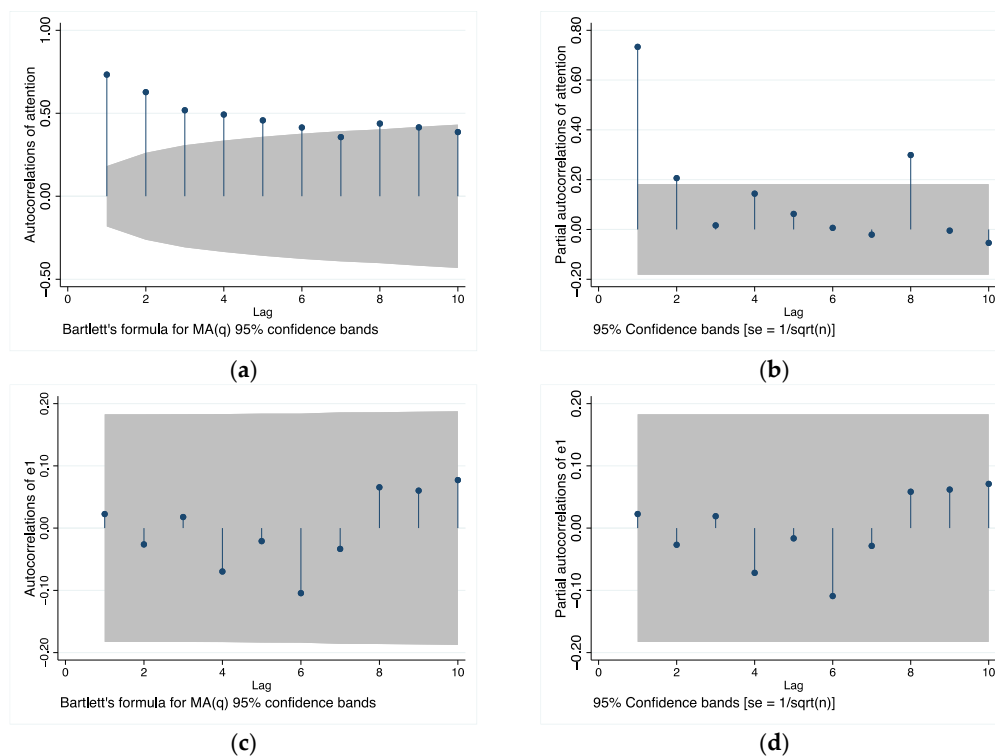 Autocorrelations of attention
1.00
0.50
0.00
−0.50
0 2 4 6 8 10
Lag
Bartlett's formula for MA(q) 95% confidence bands
(a)
Partial autocorrelations of attention
0.80
0.60
0.40
0.20
0.00
−0.20
0 2 4 6 8 10
Lag
95% Confidence bands [se = 1/sqrt(n)]
(b)
Autocorrelations of e1
0.20
0.10
0.00
−0.10
−0.20
0 2 4 6 8 10
Lag
Bartlett's formula for MA(q) 95% confidence bands
(c)
Partial autocorrelations of e1
0.20
0.10
0.00
−0.10
−0.20
0 2 4 6 8 10
Lag
95% Confidence bands [se = 1/sqrt(n)]
(d)